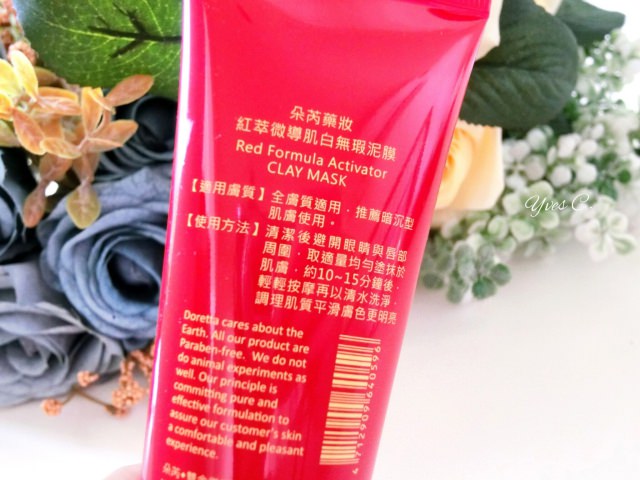 朵芮藥妝
紅萃微導肌白無瑕泥膜
Red Formula Activator
CLAY MASK
【適用膚質】全膚質適用，推薦暗沉型
肌膚使用。
【使用方法】清潔後避開眼睛與唇部
周圍，取適量均勻塗抹於
肌膚，約10~15分鐘後，
輕輕按摩再以清水洗淨，
調理肌質平滑膚色更明亮
Doretta cares about the
Earth. All our product are
Paraben-free. We do not
do animal experiments as
well. Our principle is
committing pure and
effective formulation to
assure our customer's skin
a comfortable and pleasant
experience.
4712909640596
朵芮
Yves C.